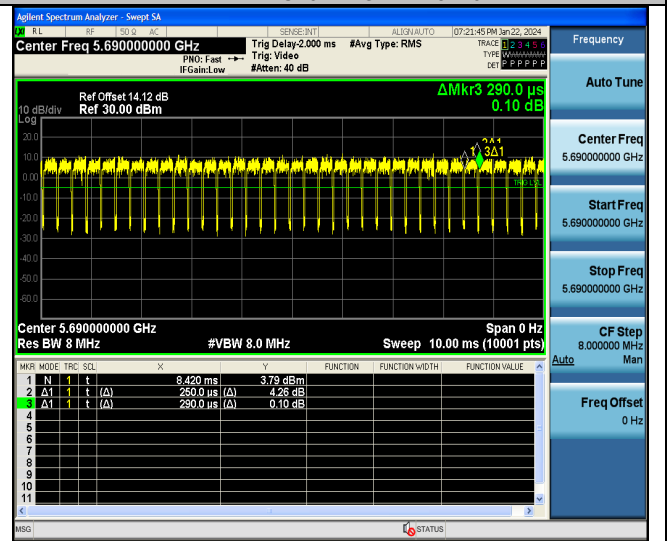 Agilent Spectrum Analyzer - Swept SA
RL RF 50 Ω AC SENSE:INT ALIGNAUTO 07:21:45 PM Jan 22, 2024
Center Freq 5.690000000 GHz
PNO: Fast
IFGain:Low
Trig Delay-2.000 ms
Trig: Video
#Atten: 40 dB
#Avg Type: RMS
TRACE 1 2 3 4 5 6
TYPE WWWWWW
DET P P P P P P
Ref Offset 14.12 dB
10 dB/div Ref 30.00 dBm
ΔMkr3 290.0 µs
0.10 dB
Log
20.0
10.0
0.00
-10.0
-20.0
-30.0
-40.0
-50.0
-60.0
2Δ1
1 3Δ1
TRIG LVL
Center 5.690000000 GHz Span 0 Hz
Res BW 8 MHz #VBW 8.0 MHz Sweep 10.00 ms (10001 pts)
MKR MODE TRC SCL X Y FUNCTION FUNCTION WIDTH FUNCTION VALUE
1 N 1 t 8.420 ms 3.79 dBm
2 Δ1 1 t (Δ) 250.0 µs (Δ) 4.26 dB
3 Δ1 1 t (Δ) 290.0 µs (Δ) 0.10 dB
4
5
6
7
8
9
10
11
MSG STATUS
Frequency
Auto Tune
Center Freq
5.690000000 GHz
Start Freq
5.690000000 GHz
Stop Freq
5.690000000 GHz
CF Step
8.000000 MHz
Auto Man
Freq Offset
0 Hz